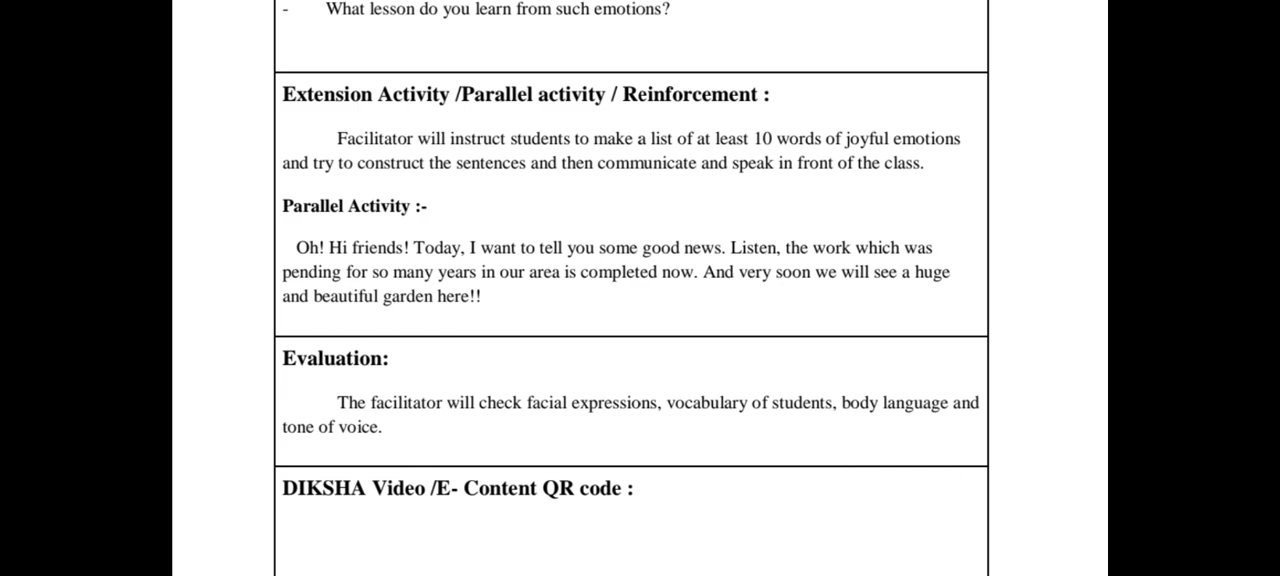 - What lesson do you learn from such emotions?
Extension Activity /Parallel activity / Reinforcement :
Facilitator will instruct students to make a list of at least 10 words of joyful emotions
and try to construct the sentences and then communicate and speak in front of the class.
Parallel Activity :-
Oh! Hi friends! Today, I want to tell you some good news. Listen, the work which was
pending for so many years in our area is completed now. And very soon we will see a huge
and beautiful garden here!!
Evaluation:
The facilitator will check facial expressions, vocabulary of students, body language and
tone of voice.
DIKSHA Video /E- Content QR code :